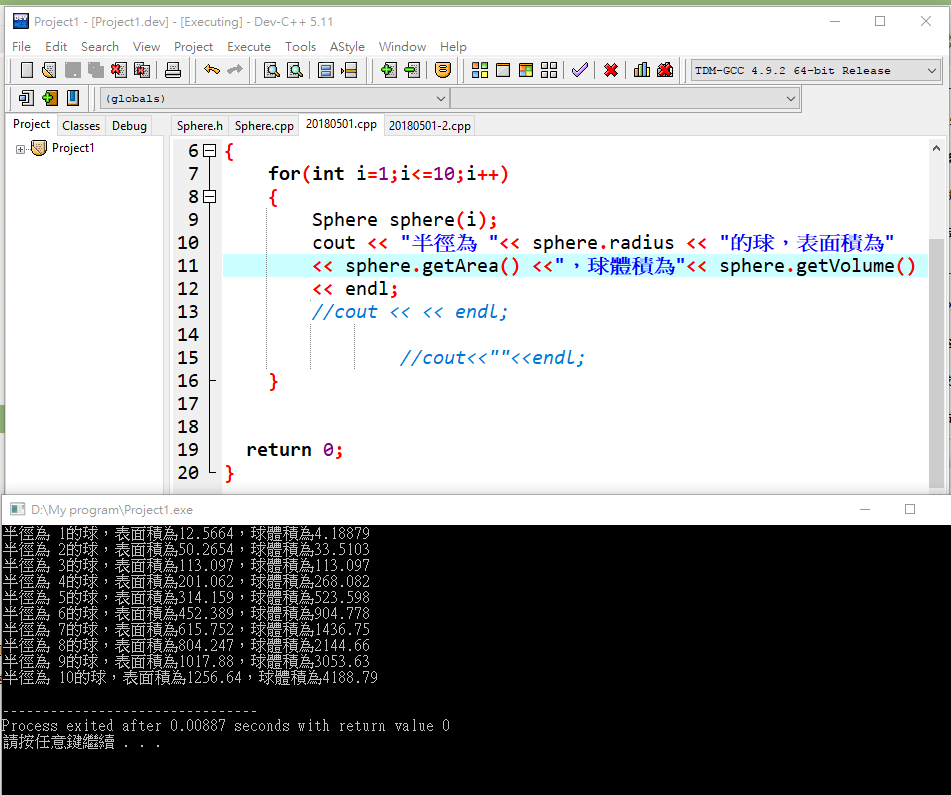 Project1 - [Project1.dev] - [Executing] - Dev-C++ 5.11
File Edit Search View Project Execute Tools AStyle Window Help
TDM-GCC 4.9.2 64-bit Release
(globals)
Project Classes Debug
Sphere.h Sphere.cpp 20180501.cpp 20180501-2.cpp
Project1
6 {
7 for(int i=1;i<=10;i++)
8 {
9 Sphere sphere(i);
10 cout << "半徑為 "<< sphere.radius << "的球，表面積為"
11 << sphere.getArea() <<"，球體積為"<< sphere.getVolume()
12 << endl;
13 //cout << << endl;
14
15 //cout<<""<<endl;
16 }
17
18
19 return 0;
20 }
D:\My program\Project1.exe
半徑為 1的球，表面積為12.5664，球體積為4.18879
半徑為 2的球，表面積為50.2654，球體積為33.5103
半徑為 3的球，表面積為113.097，球體積為113.097
半徑為 4的球，表面積為201.062，球體積為268.082
半徑為 5的球，表面積為314.159，球體積為523.598
半徑為 6的球，表面積為452.389，球體積為904.778
半徑為 7的球，表面積為615.752，球體積為1436.75
半徑為 8的球，表面積為804.247，球體積為2144.66
半徑為 9的球，表面積為1017.88，球體積為3053.63
半徑為 10的球，表面積為1256.64，球體積為4188.79
--------------------------------
Process exited after 0.00887 seconds with return value 0
請按任意鍵繼續 . . .